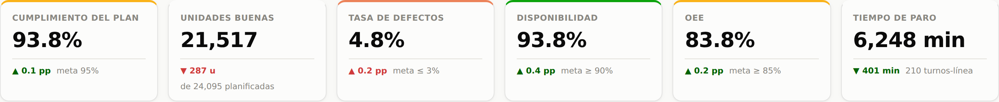 CUMPLIMIENTO DEL PLAN
93.8%
▲ 0.1 pp meta 95%
UNIDADES BUENAS
21,517
▼ 287 u
de 24,095 planificadas
TASA DE DEFECTOS
4.8%
▲ 0.2 pp meta ≤ 3%
DISPONIBILIDAD
93.8%
▲ 0.4 pp meta ≥ 90%
OEE
83.8%
▲ 0.2 pp meta ≥ 85%
TIEMPO DE PARO
6,248 min
▼ 401 min 210 turnos-línea